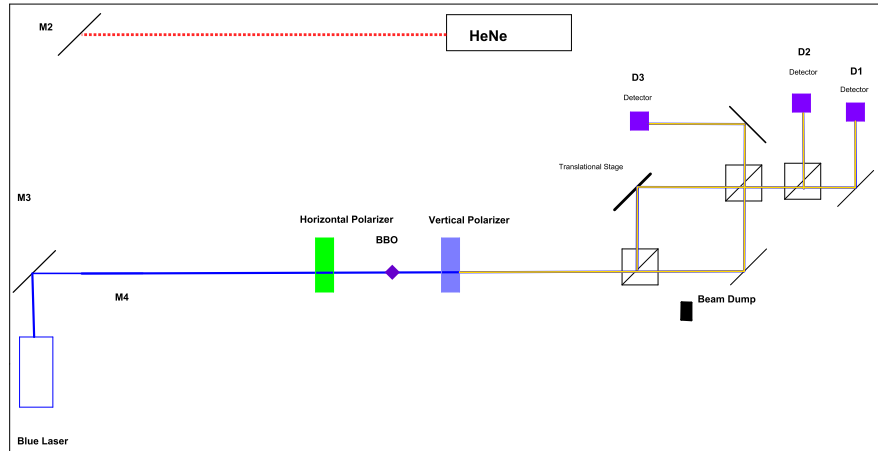 M2
HeNe
D2
Detector
D1
Detector
D3
Detector
Translational Stage
M3
Horizontal Polarizer
Vertical Polarizer
BBO
M4
Beam Dump
Blue Laser